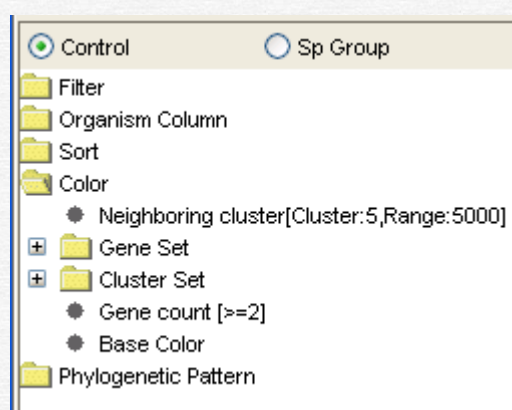 Control Sp Group
Filter
Organism Column
Sort
Color
Neighboring cluster[Cluster:5,Range:5000]
Gene Set
Cluster Set
Gene count [>=2]
Base Color
Phylogenetic Pattern